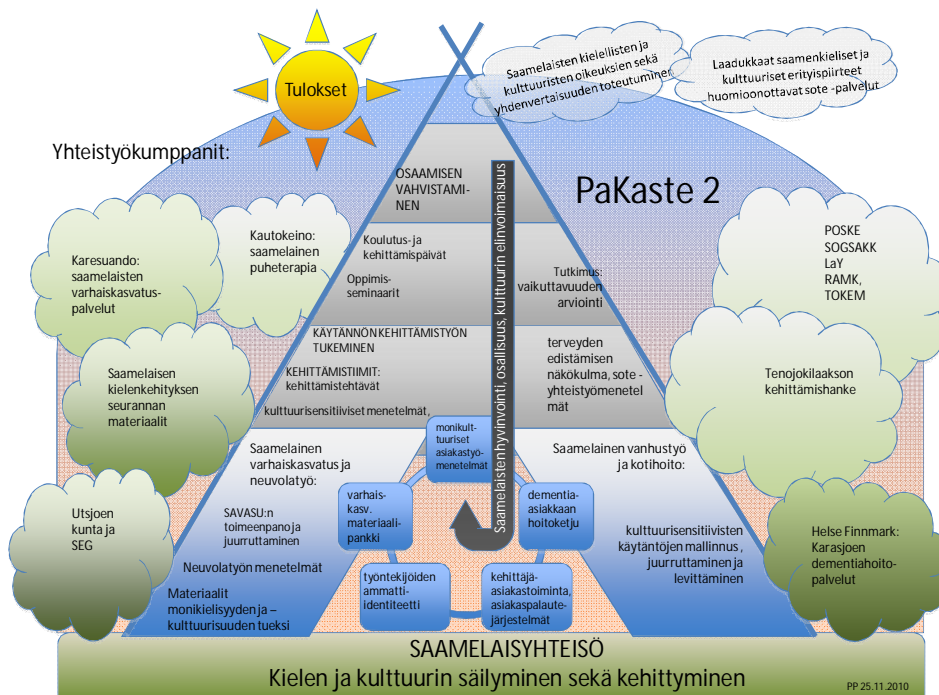 Tulokset
Saamelaisten kielellisten ja
kulttuuristen oikeuksien sekä
yhdenvertaisuuden toteutuminen
Laadukkaat saamenkieliset ja
kulttuuriset erityispiirteet
huomioonottavat sote -palvelut
Yhteistyökumppanit:
PaKaste 2
Karesuando:
saamelaisten
varhaiskasvatus-
palvelut
Kautokeino:
saamelainen
puheterapia
Saamelaisen
kielenkehityksen
seurannan
materiaalit
Utsjoen
kunta ja
SEG
OSAAMISEN
VAHVISTAMI-
NEN
Koulutus- ja
kehittämispäivät
Oppimis-
seminaarit
Tutkimus:
vaikuttavuuden
arviointi
KÄYTÄNNÖN KEHITTÄMISTYÖN
TUKEMINEN
KEHITTÄMISTIIMIT:
kehittämistehtävät
kulttuurisensitiiviset menetelmät,
terveyden
edistämisen
näkökulma, sote -
yhteistyömenetel
mät
Saamelaisten hyvinvointi, osallisuus, kulttuurin elinvoimaisuus
Saamelainen
varhaiskasvatus ja
neuvolatyö:
SAVASU:n
toimeenpano ja
juurruttaminen
Neuvolatyön menetelmät
Materiaalit
monikielisyyden ja –
kulttuurisuuden tueksi
monikult-
tuuriset
asiakastyö-
menetelmät
varhais-
kasv.
materiaali-
pankki
dementia-
asiakkaan
hoitoketju
työntekijöiden
ammatti-
identiteetti
kehittäjä-
asiakastoiminta,
asiakaspalaute-
järjestelmät
Saamelainen vanhustyö
ja kotihoito:
kulttuurisensitiivisten
käytäntöjen mallinnus ,
juurruttaminen ja
levittäminen
POSKE
SOGSAKK
LaY
RAMK,
TOKEM
Tenojokilaakson
kehittämishanke
Helse Finnmark:
Karasjoen
dementiahoito-
palvelut
SAAMELAISYHTEISÖ
Kielen ja kulttuurin säilyminen sekä kehittyminen
PP 25.11.2010